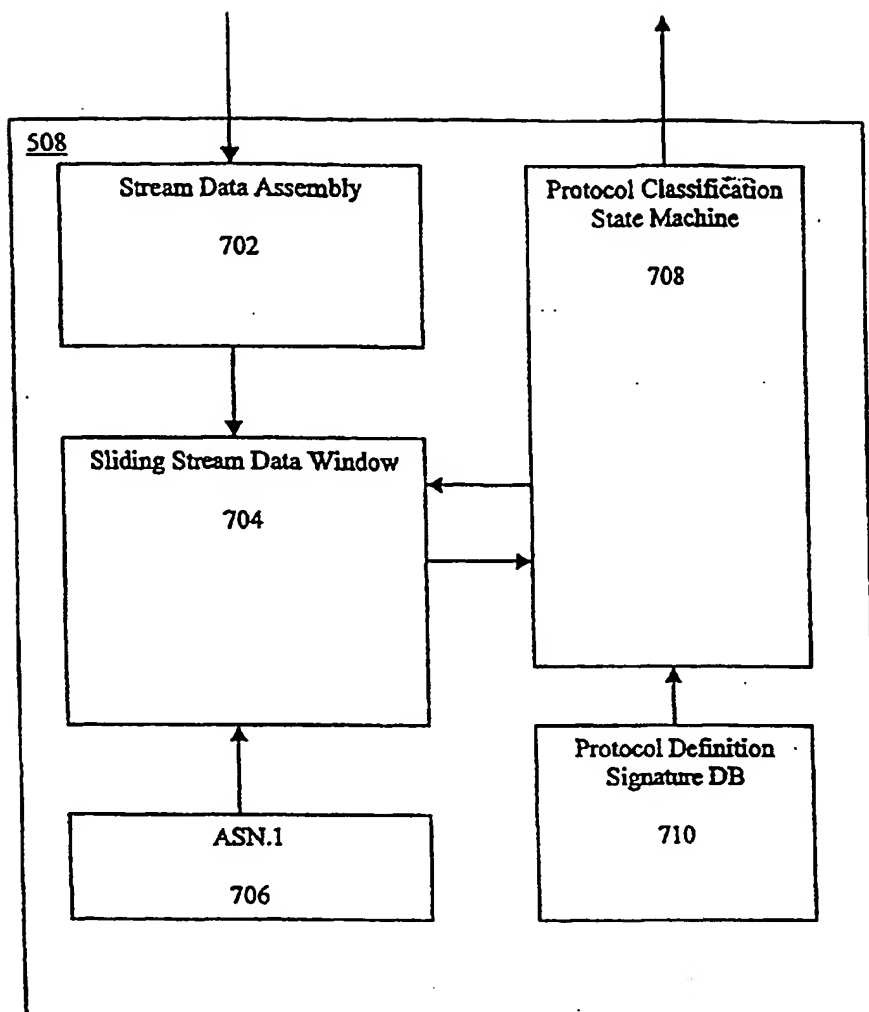 508
Stream Data Assembly
702
Protocol Classification
State Machine
708
Sliding Stream Data Window
704
ASN.1
706
Protocol Definition
Signature DB
710